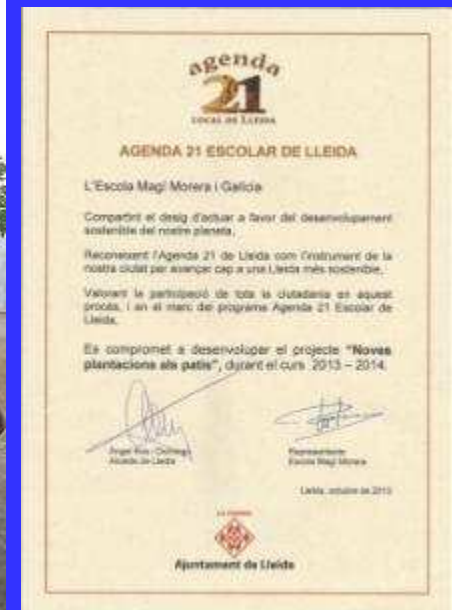 agenda
21
LOCAL DE LLEIDA
AGENDA 21 ESCOLAR DE LLEIDA
L'Escola Magí Morera i Galícia
Compartint el desig d'actuar a favor del desenvolupament
sostenible del nostre planeta,
Reconeixent l'Agenda 21 de Lleida com l'instrument de la
nostra ciutat per avançar cap a una Lleida més sostenible,
Valorant la participació de tota la ciutadania en aquest
procés, i en el marc del programa Agenda 21 Escolar de
Lleida,
Es compromet a desenvolupar el projecte "Noves
plantacions als patis", durant el curs 2013 – 2014.
Àngel Ros i Domingo
Alcalde de Lleida
Representante
Escola Magí Morera
Lleida, octubre de 2013
LA PAERIA
Ajuntament de Lleida